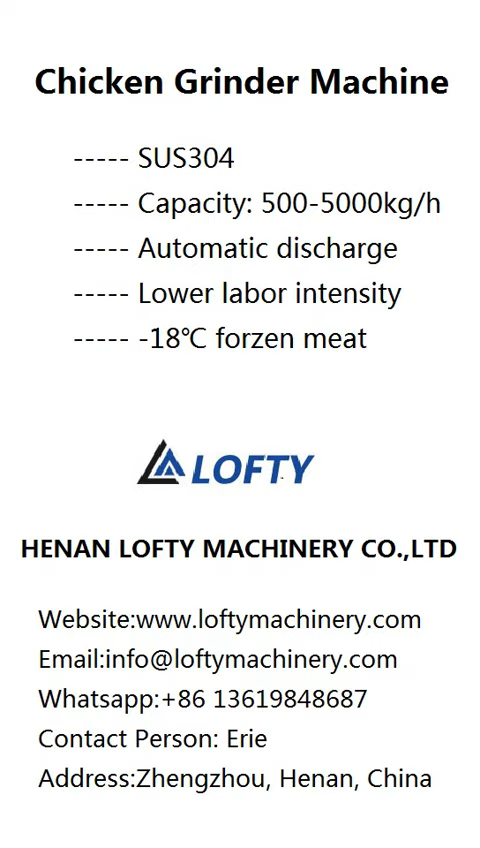 Chicken Grinder Machine
----- SUS304
----- Capacity: 500-5000kg/h
----- Automatic discharge
----- Lower labor intensity
----- -18℃ forzen meat
LOFTY
HENAN LOFTY MACHINERY CO.,LTD
Website:www.loftymachinery.com
Email:info@loftymachinery.com
Whatsapp:+86 13619848687
Contact Person: Erie
Address:Zhengzhou, Henan, China